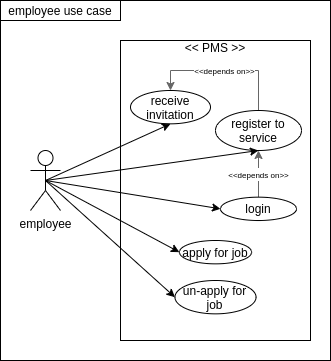 employee use case
<< PMS >>
<<depends on>>
receive
invitation
register to
service
<<depends on>>
employee
login
apply for job
un-apply for
job